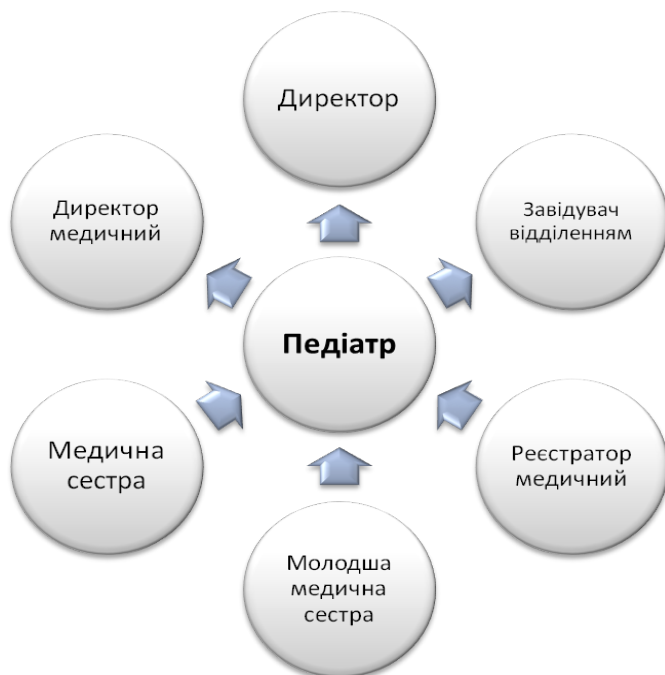 Директор
Директор
медичний
Завідувач
відділенням
Педіатр
Медична
сестра
Реєстратор
медичний
Молодша
медична
сестра